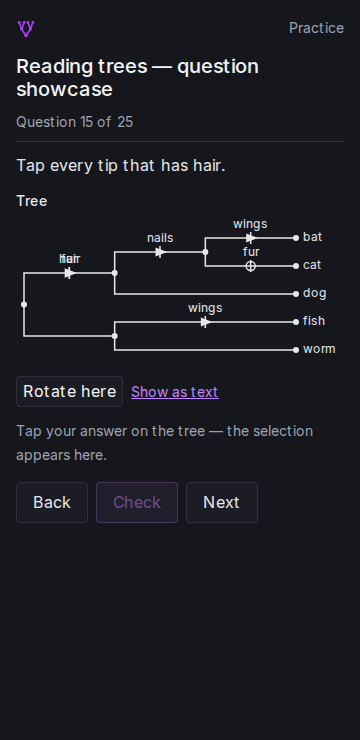 Practice
Reading trees — question
showcase
Question 15 of 25
Tap every tip that has hair.
Tree
wings
bat
nails
fur
cat
dog
wings
fish
worm
Rotate here Show as text
Tap your answer on the tree — the selection
appears here.
Back Check Next